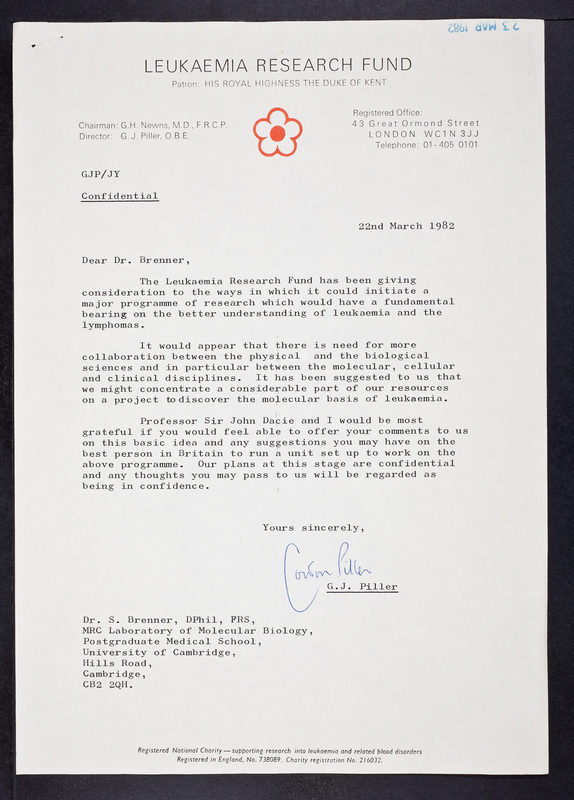 23 MAR 1982
LEUKAEMIA RESEARCH FUND
Patron: HIS ROYAL HIGHNESS THE DUKE OF KENT
Chairman: G.H. Newns, M.D., F.R.C.P.
Director: G. J. Piller, O.B.E.
Registered Office:
43 Great Ormond Street
LONDON WC1N 3JJ
Telephone: 01-405 0101
GJP/JY
Confidential
22nd March 1982
Dear Dr. Brenner,
The Leukaemia Research Fund has been giving
consideration to the ways in which it could initiate a
major programme of research which would have a fundamental
bearing on the better understanding of leukaemia and the
lymphomas.
It would appear that there is need for more
collaboration between the physical and the biological
sciences and in particular between the molecular, cellular
and clinical disciplines. It has been suggested to us that
we might concentrate a considerable part of our resources
on a project to discover the molecular basis of leukaemia.
Professor Sir John Dacie and I would be most
grateful if you would feel able to offer your comments to us
on this basic idea and any suggestions you may have on the
best person in Britain to run a unit set up to work on the
above programme. Our plans at this stage are confidential
and any thoughts you may pass to us will be regarded as
being in confidence.
Yours sincerely,
Gordon Piller
G.J. Piller
Dr. S. Brenner, DPhil, FRS,
MRC Laboratory of Molecular Biology,
Postgraduate Medical School,
University of Cambridge,
Hills Road,
Cambridge,
CB2 2QH.
Registered National Charity — supporting research into leukaemia and related blood disorders
Registered in England, No. 738089. Charity registration No. 216032.